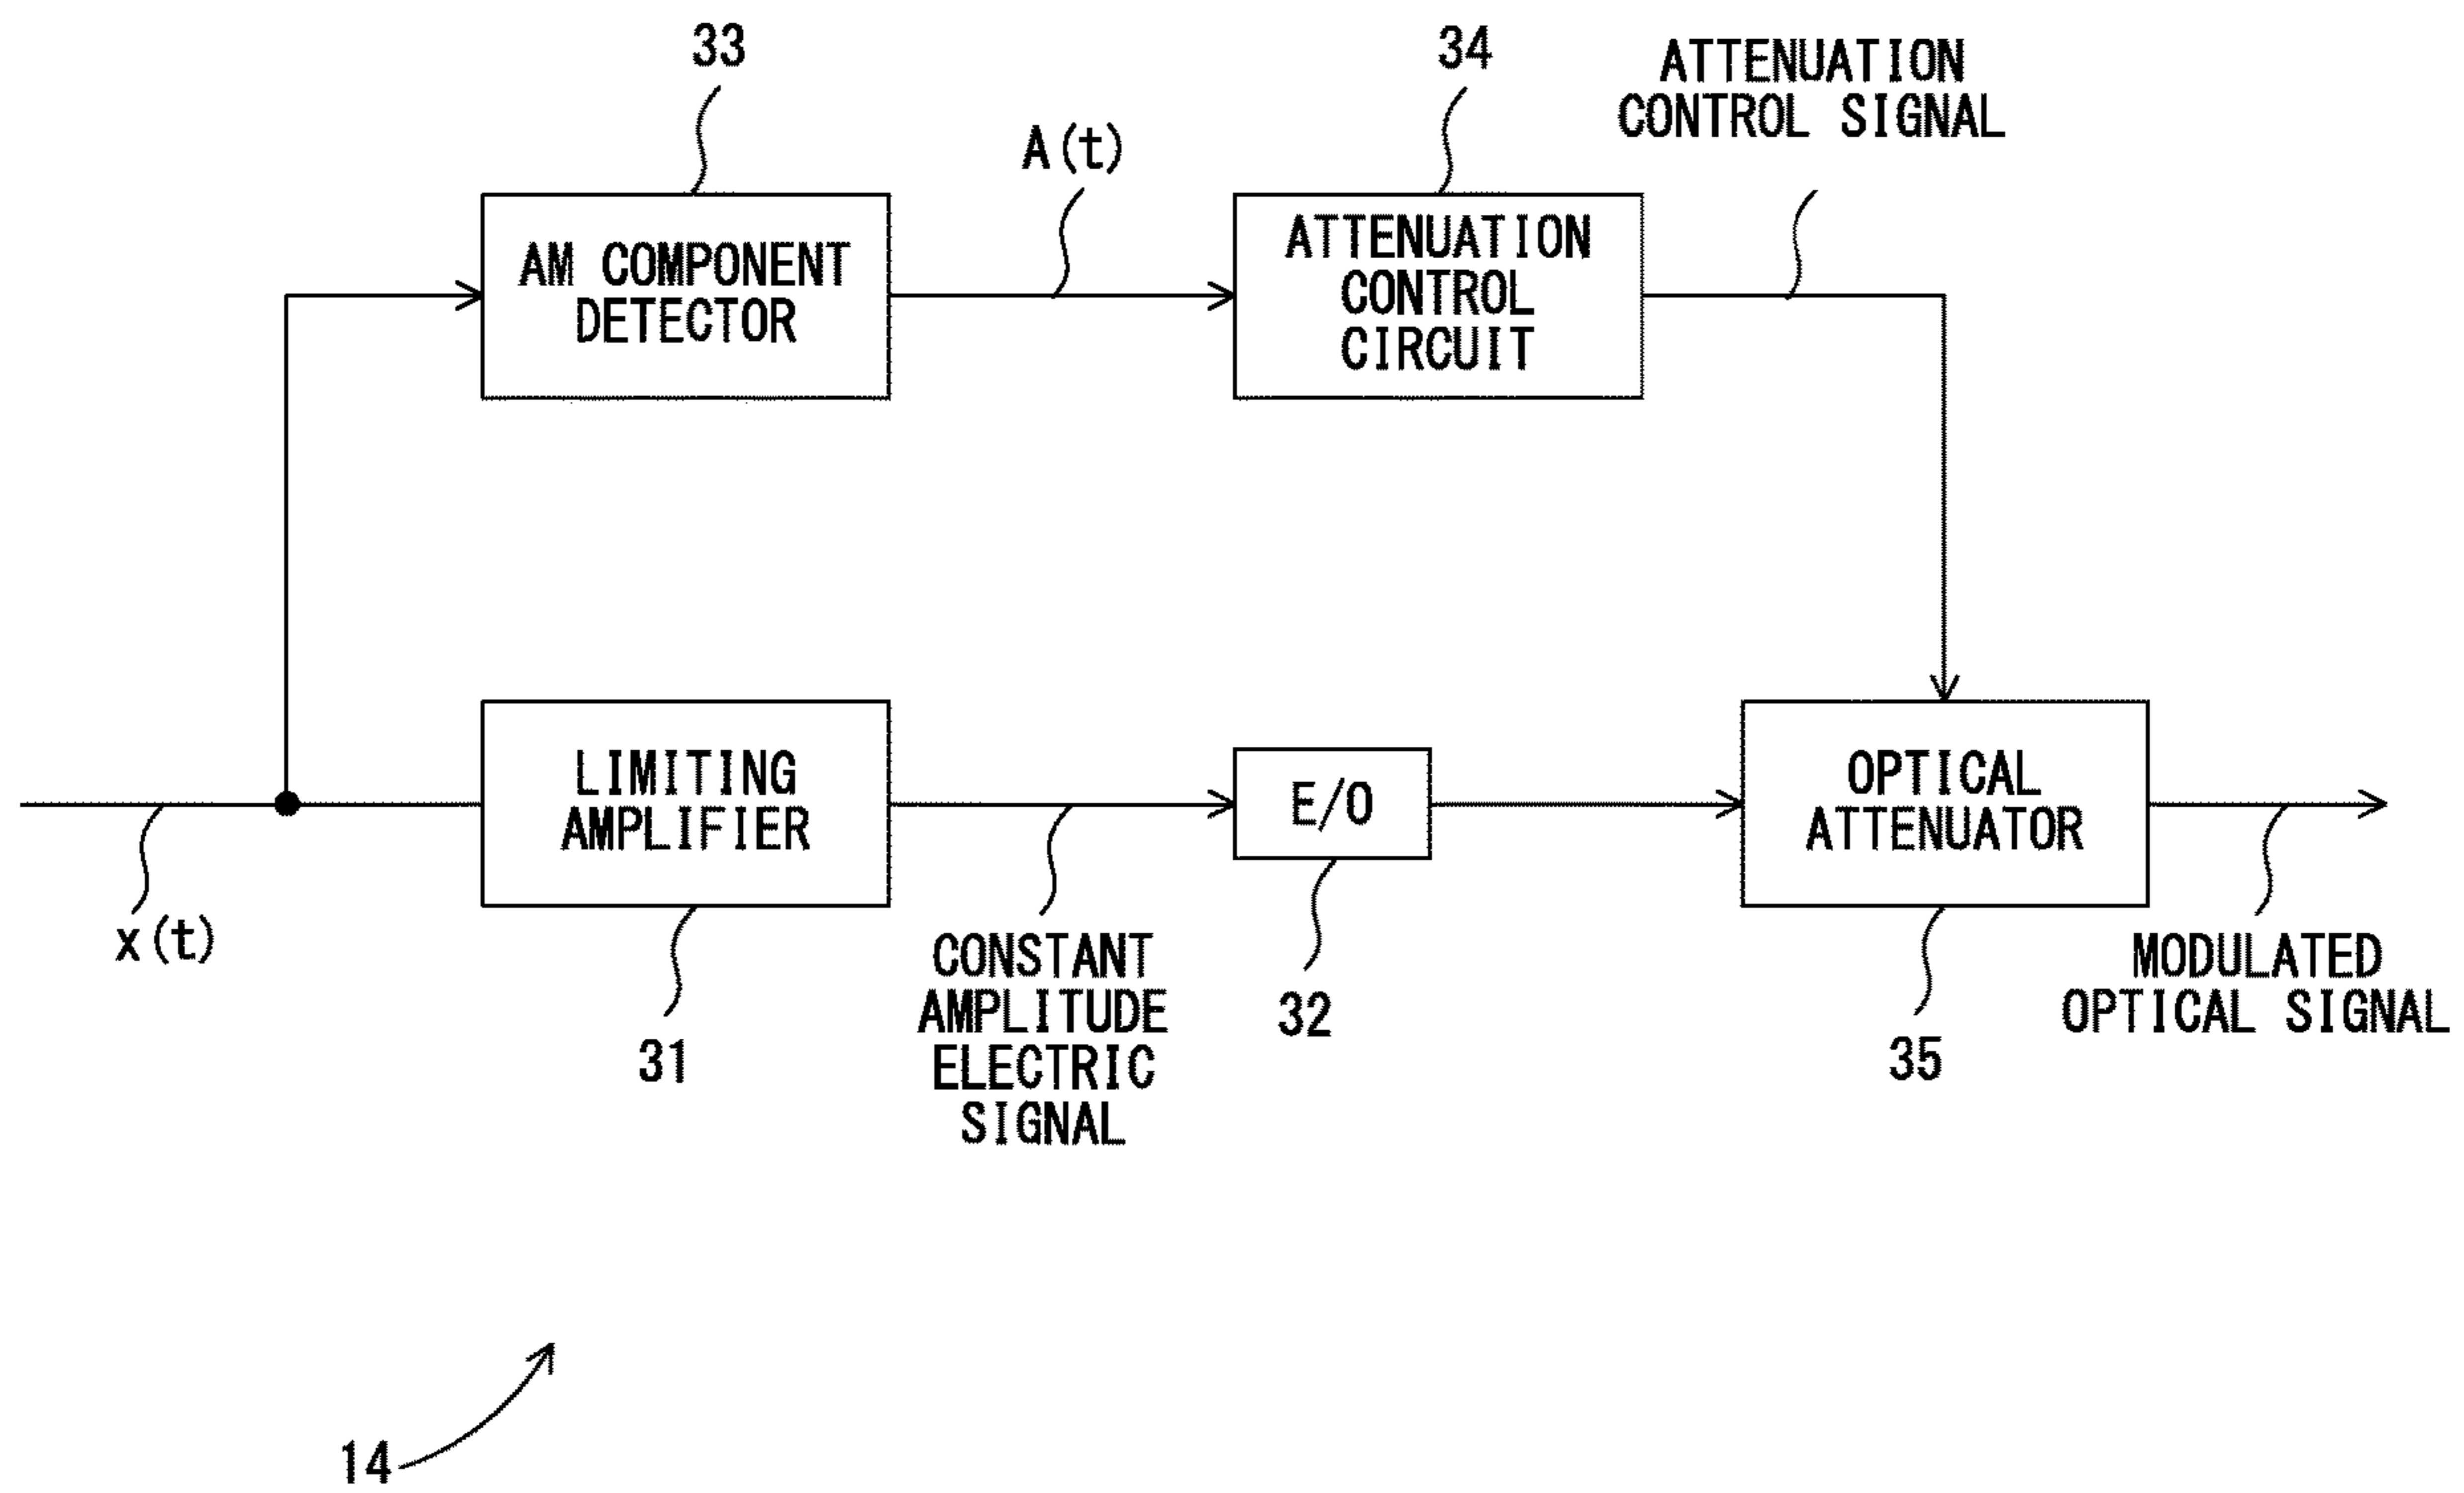 33
34
ATTENUATION
CONTROL SIGNAL
A(t)
AM COMPONENT
DETECTOR
ATTENUATION
CONTROL
CIRCUIT
LIMITING
AMPLIFIER
E/O
OPTICAL
ATTENUATOR
x(t)
31
CONSTANT
AMPLITUDE
ELECTRIC
SIGNAL
32
35
MODULATED
OPTICAL SIGNAL
14